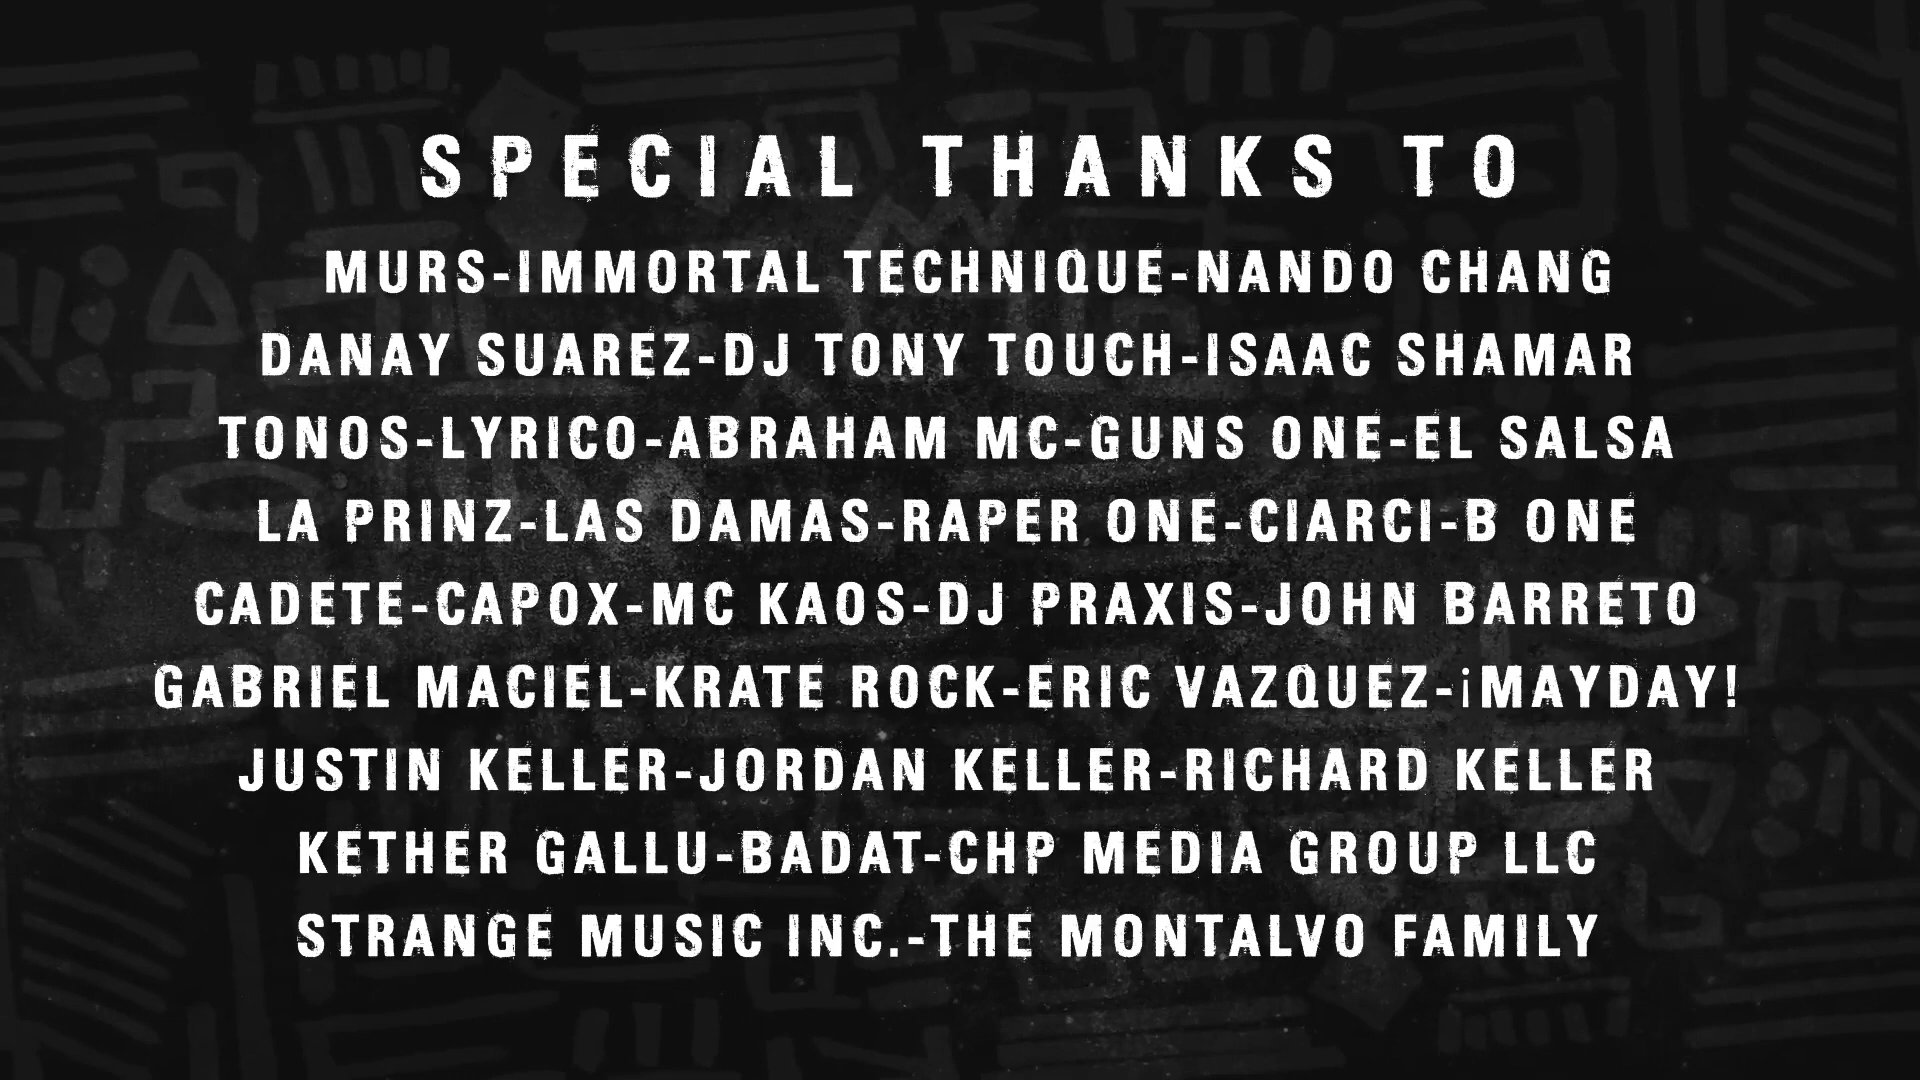 SPECIAL THANKS TO
MURS-IMMORTAL TECHNIQUE-NANDO CHANG
DANAY SUAREZ-DJ TONY TOUCH-ISAAC SHAMAR
TONOS-LYRICO-ABRAHAM MC-GUNS ONE-EL SALSA
LA PRINZ-LAS DAMAS-RAPER ONE-CIARCI-B ONE
CADETE-CAPOX-MC KAOS-DJ PRAXIS-JOHN BARRETO
GABRIEL MACIEL-KRATE ROCK-ERIC VAZQUEZ-¡MAYDAY!
JUSTIN KELLER-JORDAN KELLER-RICHARD KELLER
KETHER GALLU-BADAT-CHP MEDIA GROUP LLC
STRANGE MUSIC INC.-THE MONTALVO FAMILY